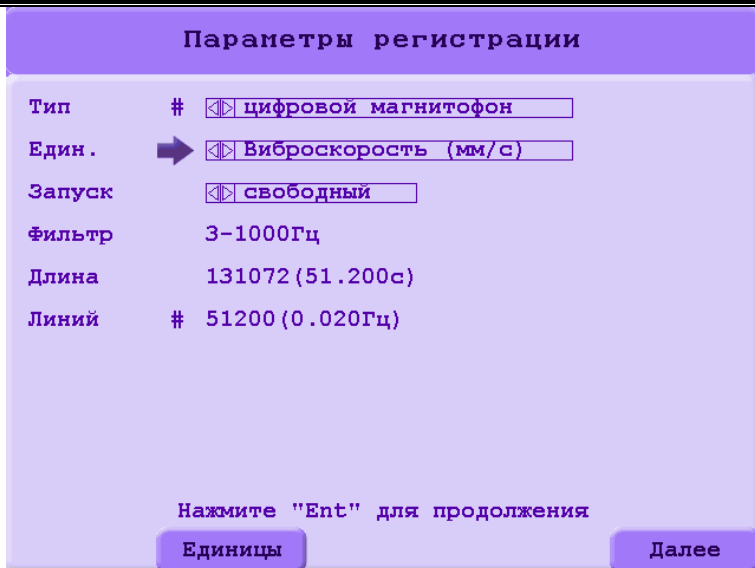 Параметры регистрации
Тип # цифровой магнитофон
Един. Виброскорость (мм/с)
Запуск свободный
Фильтр 3-1000Гц
Длина 131072(51.200с)
Линий # 51200(0.020Гц)
Нажмите "Ent" для продолжения
Единицы Далее